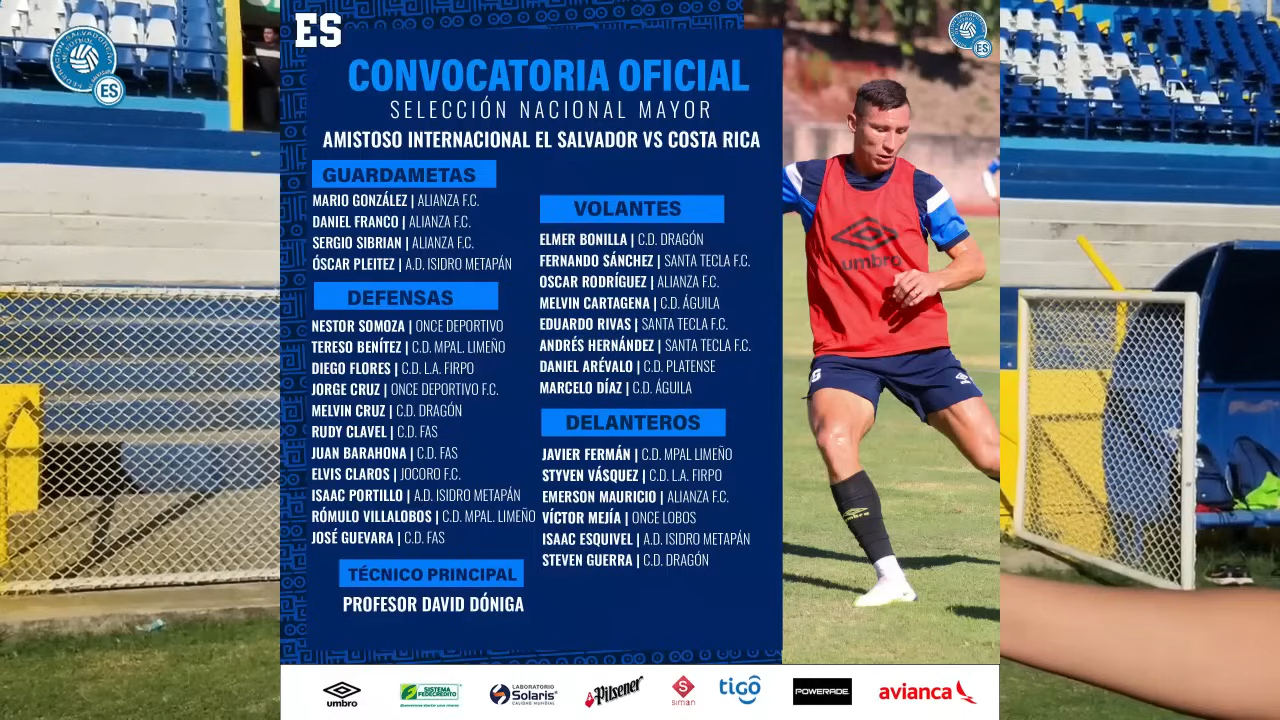 ES
CONVOCATORIA OFICIAL
SELECCIÓN NACIONAL MAYOR
AMISTOSO INTERNACIONAL EL SALVADOR VS COSTA RICA
GUARDAMETAS
MARIO GONZÁLEZ | ALIANZA F.C.
DANIEL FRANCO | ALIANZA F.C.
SERGIO SIBRIAN | ALIANZA F.C.
ÓSCAR PLEITEZ | A.D. ISIDRO METAPÁN
DEFENSAS
NESTOR SOMOZA | ONCE DEPORTIVO
TERESO BENÍTEZ | C.D. MPAL. LIMEÑO
DIEGO FLORES | C.D. L.A. FIRPO
JORGE CRUZ | ONCE DEPORTIVO F.C.
MELVIN CRUZ | C.D. DRAGÓN
RUDY CLAVEL | C.D. FAS
JUAN BARAHONA | C.D. FAS
ELVIS CLAROS | JOCORO F.C.
ISAAC PORTILLO | A.D. ISIDRO METAPÁN
RÓMULO VILLALOBOS | C.D. MPAL. LIMEÑO
JOSÉ GUEVARA | C.D. FAS
TÉCNICO PRINCIPAL
PROFESOR DAVID DÓNIGA
VOLANTES
ELMER BONILLA | C.D. DRAGÓN
FERNANDO SÁNCHEZ | SANTA TECLA F.C.
OSCAR RODRÍGUEZ | ALIANZA F.C.
MELVIN CARTAGENA | C.D. ÁGUILA
EDUARDO RIVAS | SANTA TECLA F.C.
ANDRÉS HERNÁNDEZ | SANTA TECLA F.C.
DANIEL ARÉVALO | C.D. PLATENSE
MARCELO DÍAZ | C.D. ÁGUILA
DELANTEROS
JAVIER FERMÁN | C.D. MPAL LIMEÑO
STYVEN VÁSQUEZ | C.D. L.A. FIRPO
EMERSON MAURICIO | ALIANZA F.C.
VÍCTOR MEJÍA | ONCE LOBOS
ISAAC ESQUIVEL | A.D. ISIDRO METAPÁN
STEVEN GUERRA | C.D. DRAGÓN
ES
ES
umbro
umbro
SISTEMA FEDECREDITO
LABORATORIO
Solaris
CALIDAD MUNDIAL
Pilsener
siman
tigo
POWERADE
avianca